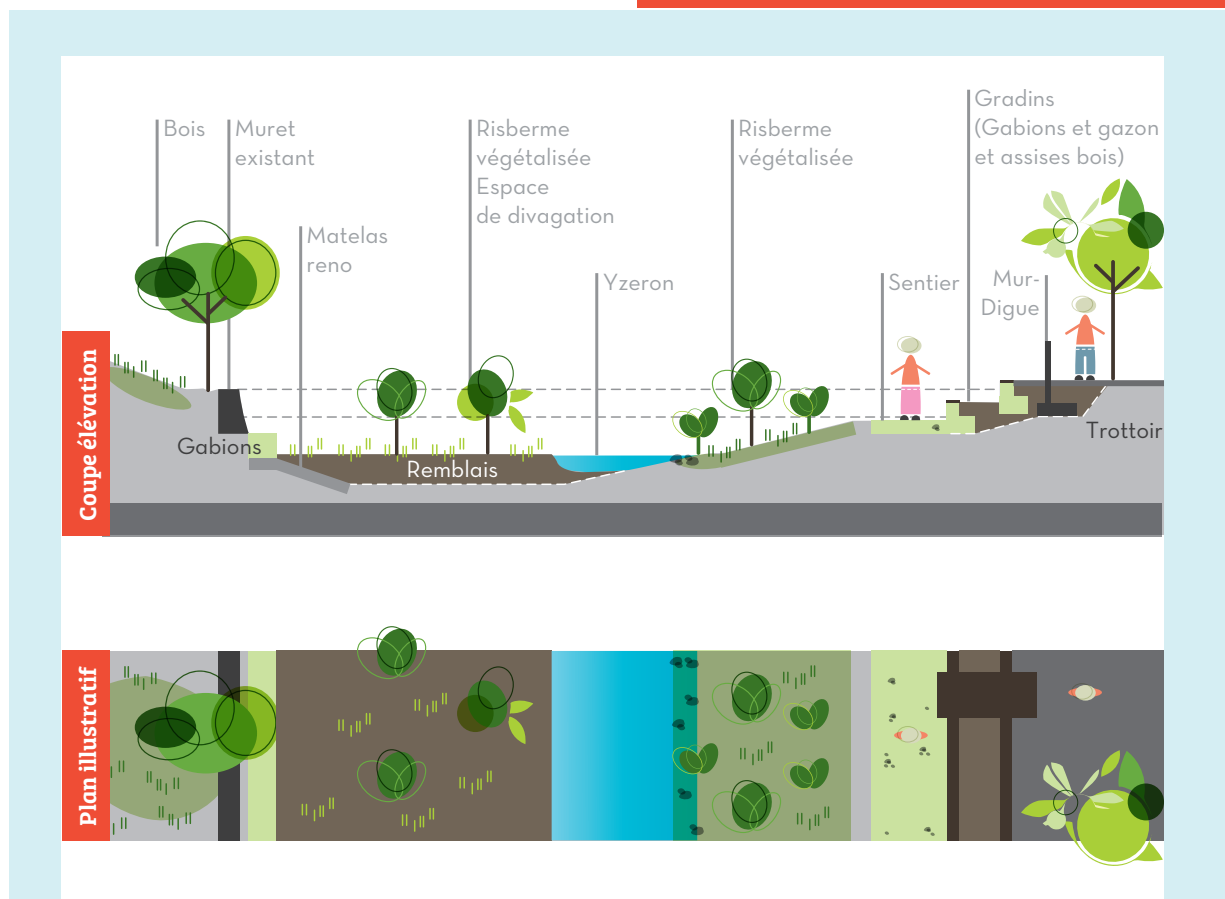 Gradins
(Gabions et gazon
et assises bois)
Bois
Muret
existant
Risberme
végétalisée
Espace
de divagation
Risberme
végétalisée
Matelas
reno
Yzeron
Sentier
Mur-
Digue
Coupe élévation
Gabions
Remblais
Trottoir
Plan illustratif